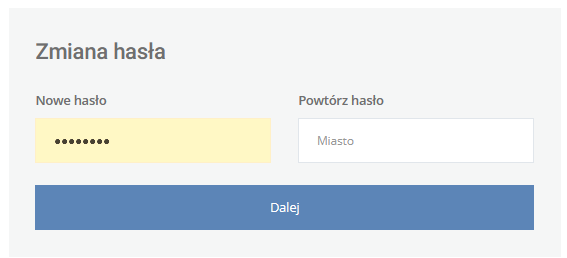 Zmiana hasła
Nowe hasło Powtórz hasło
•••••••• Miasto
Dalej